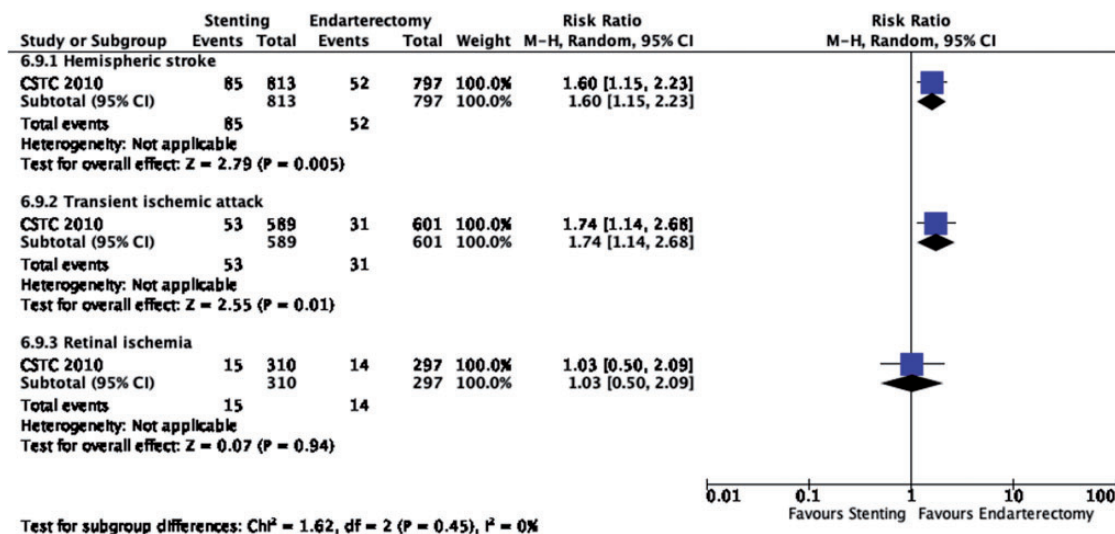 Stenting Endarterectomy Risk Ratio Risk Ratio
Study or Subgroup Events Total Events Total Weight M-H, Random, 95% CI M-H, Random, 95% CI
6.9.1 Hemispheric stroke
CSTC 2010 85 813 52 797 100.0% 1.60 [1.15, 2.23]
Subtotal (95% CI) 813 797 100.0% 1.60 [1.15, 2.23]
Total events 85 52
Heterogeneity: Not applicable
Test for overall effect: Z = 2.79 (P = 0.005)
6.9.2 Transient ischemic attack
CSTC 2010 53 589 31 601 100.0% 1.74 [1.14, 2.68]
Subtotal (95% CI) 589 601 100.0% 1.74 [1.14, 2.68]
Total events 53 31
Heterogeneity: Not applicable
Test for overall effect: Z = 2.55 (P = 0.01)
6.9.3 Retinal ischemia
CSTC 2010 15 310 14 297 100.0% 1.03 [0.50, 2.09]
Subtotal (95% CI) 310 297 100.0% 1.03 [0.50, 2.09]
Total events 15 14
Heterogeneity: Not applicable
Test for overall effect: Z = 0.07 (P = 0.94)
0.01 0.1 1 10 100
Favours Stenting Favours Endarterectomy
Test for subgroup differences: Chi² = 1.62, df = 2 (P = 0.45), I² = 0%